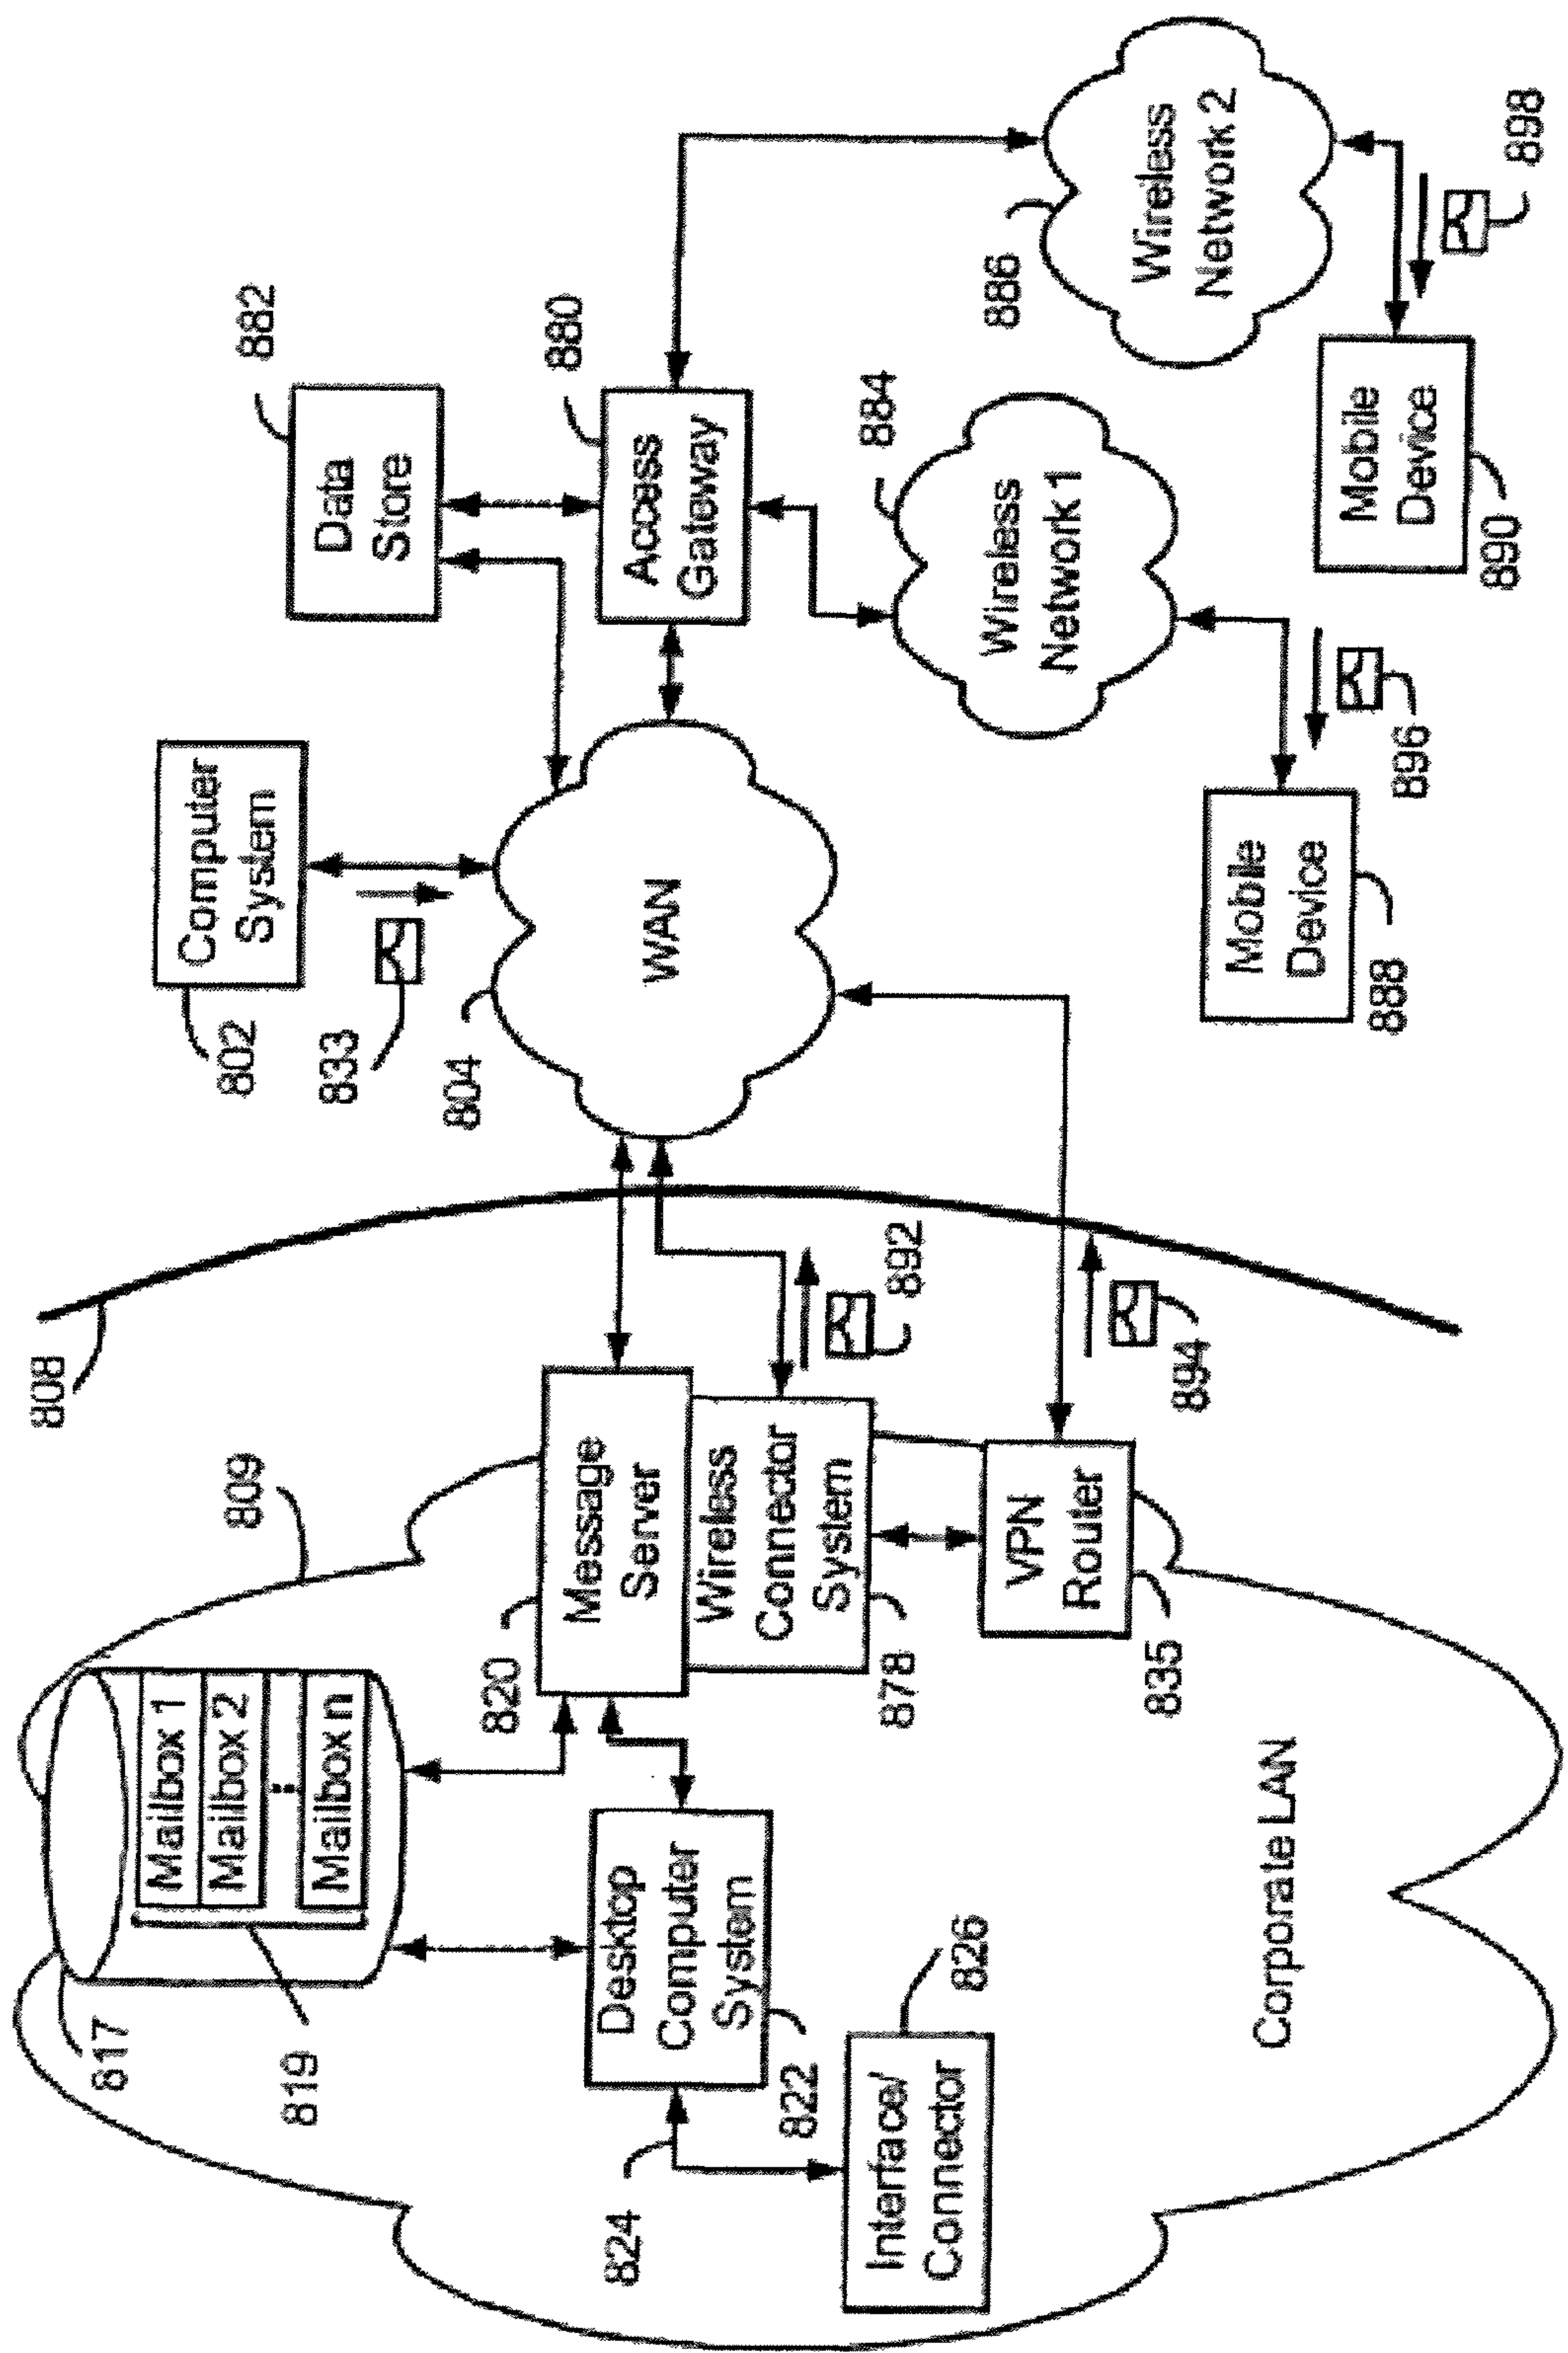 817
819
Mailbox 1
Mailbox 2
Mailbox n
809
808
802
Computer
System
833
882
Data
Store
804
WAN
880
Access
Gateway
820
Message
Server
Desktop
Computer
System
822
824
Interface/
Connector
826
Wireless
Connector
System
878
892
VPN
Router
835
894
884
Wireless
Network 1
886
Wireless
Network 2
Mobile
Device
888
896
Mobile
Device
890
898
Corporate LAN